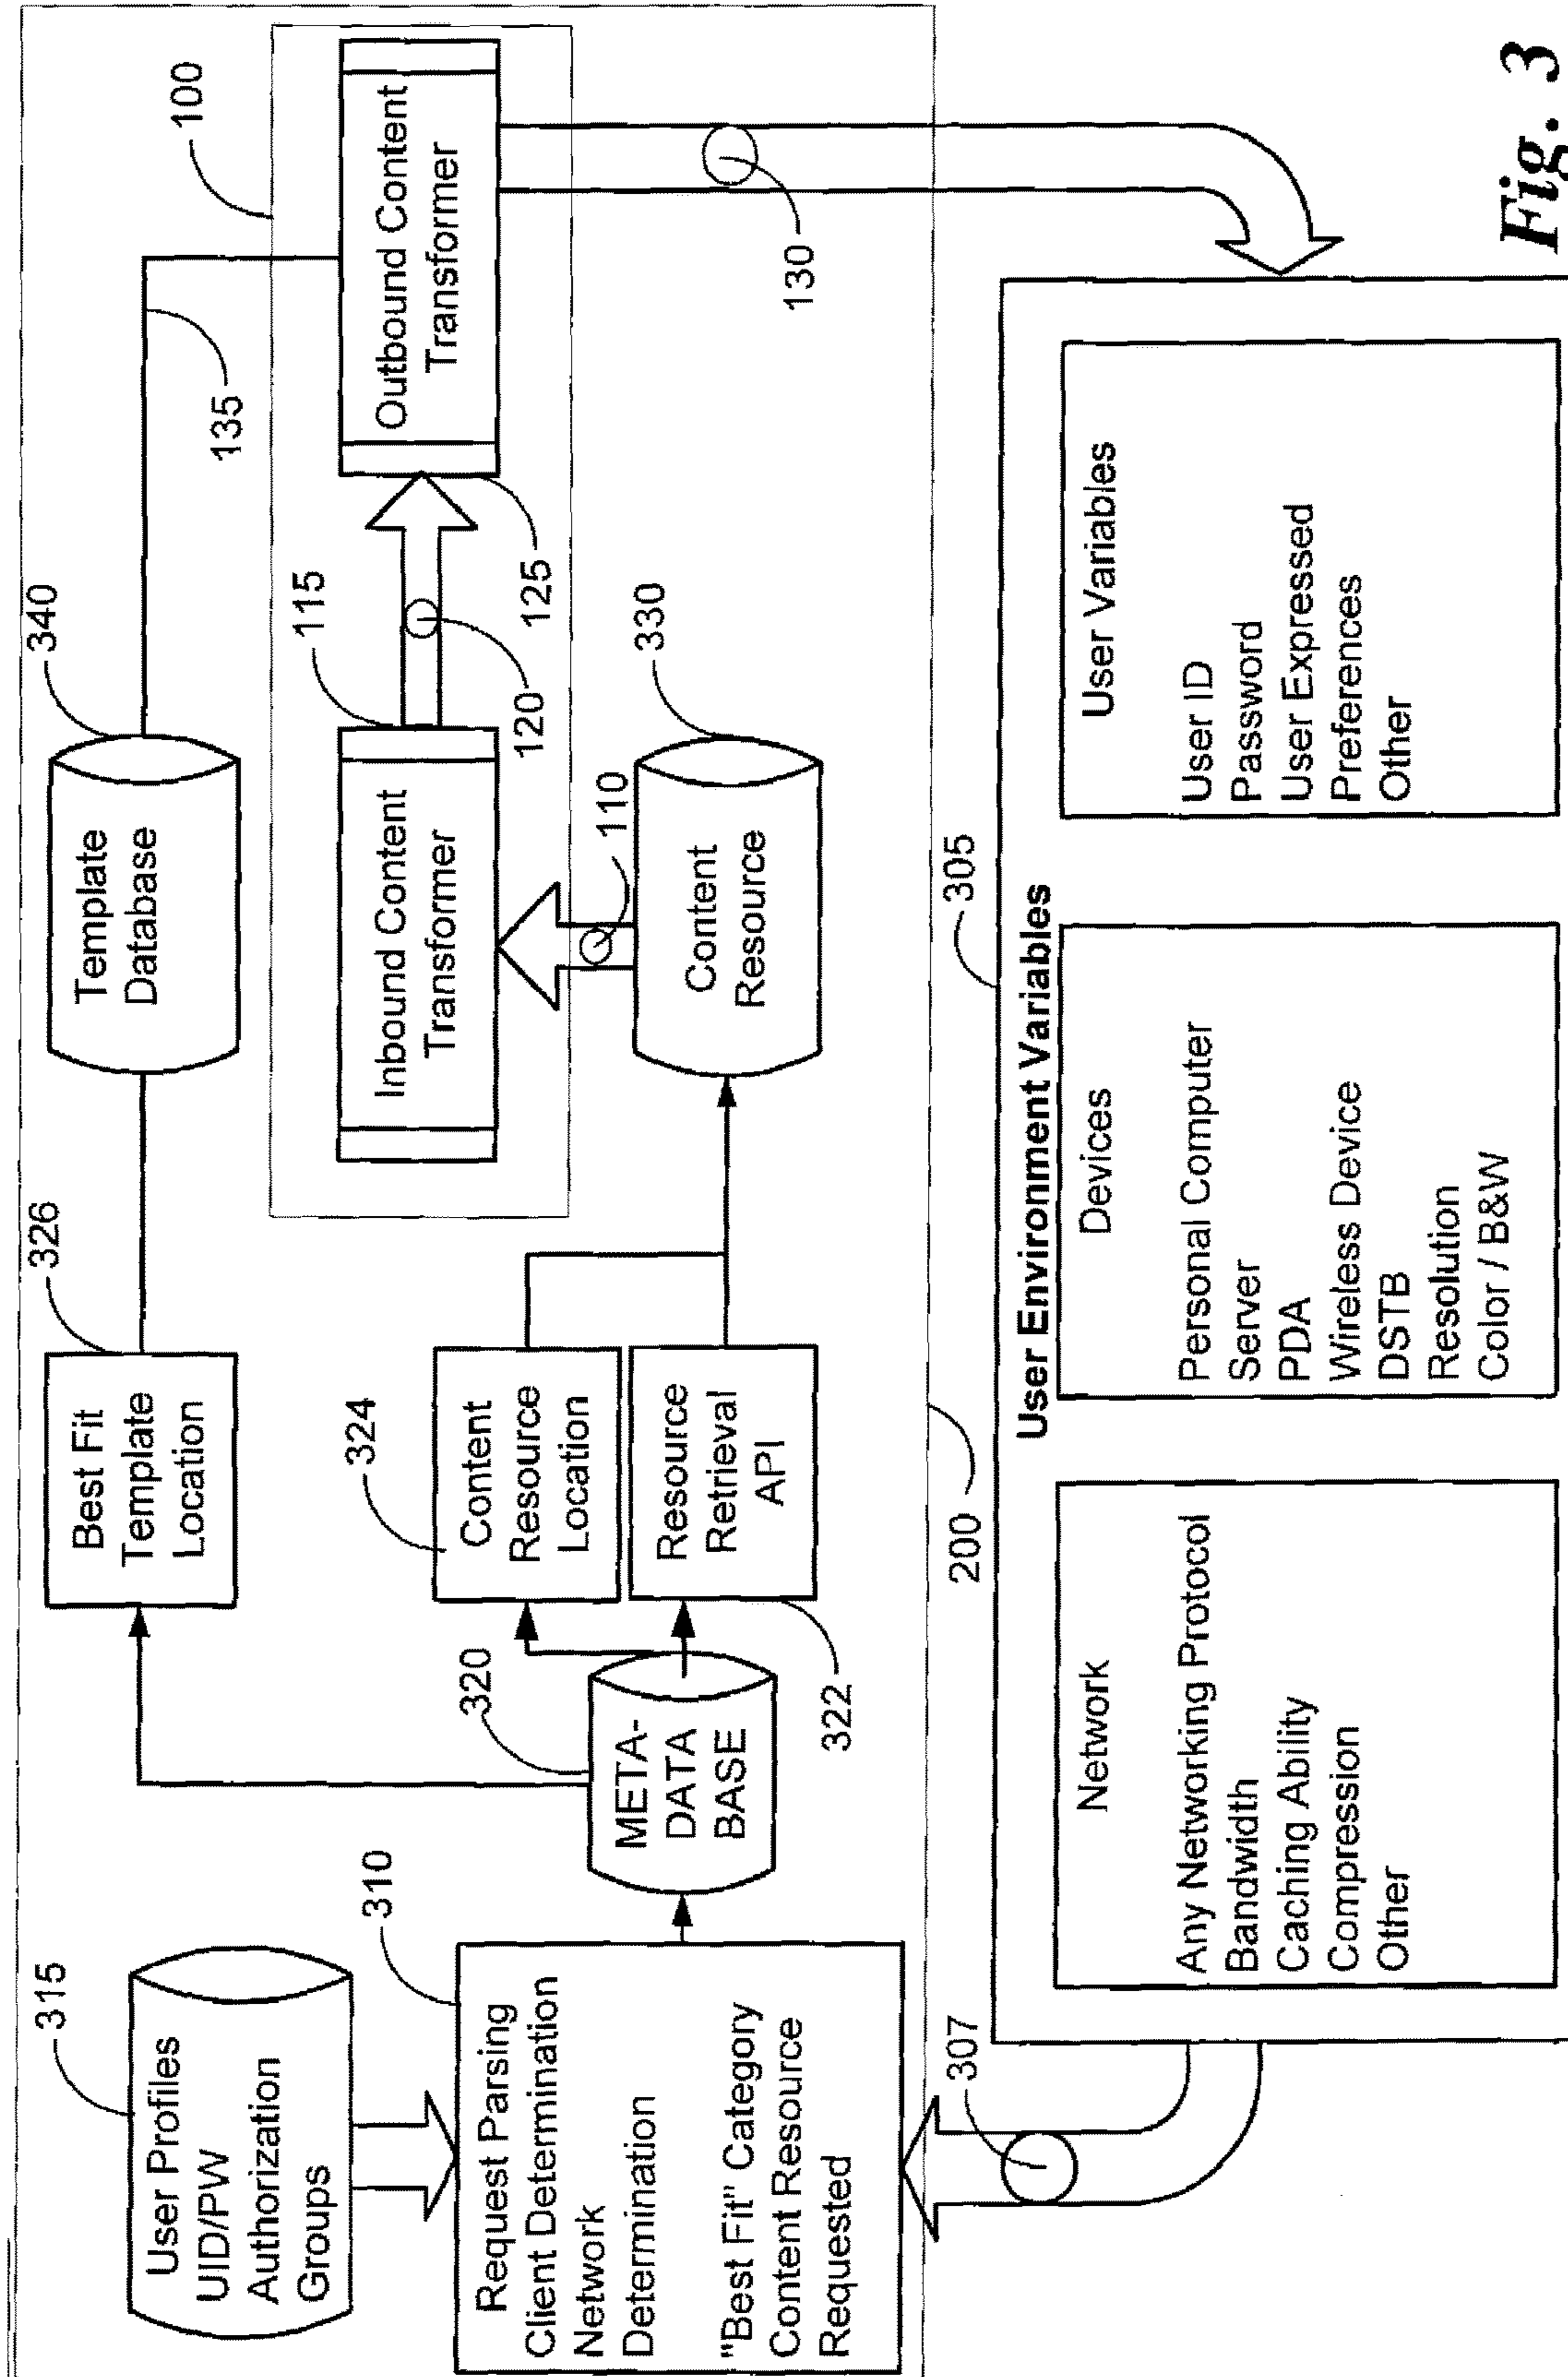 315
User Profiles
UID/PW
Authorization
Groups
310
Request Parsing
Client Determination
Network
Determination
"Best Fit" Category
Content Resource
Requested
307
320
META-
DATA
BASE
326
Best Fit
Template
Location
324
Content
Resource
Location
Resource
Retrieval
API
322
340
Template
Database
135
100
115
Inbound Content
Transformer
120
125
Outbound Content
Transformer
110
330
Content
Resource
130
200
305
User Environment Variables
Network
Any Networking Protocol
Bandwidth
Caching Ability
Compression
Other
Devices
Personal Computer
Server
PDA
Wireless Device
DSTB
Resolution
Color / B&W
User Variables
User ID
Password
User Expressed
Preferences
Other
Fig. 3